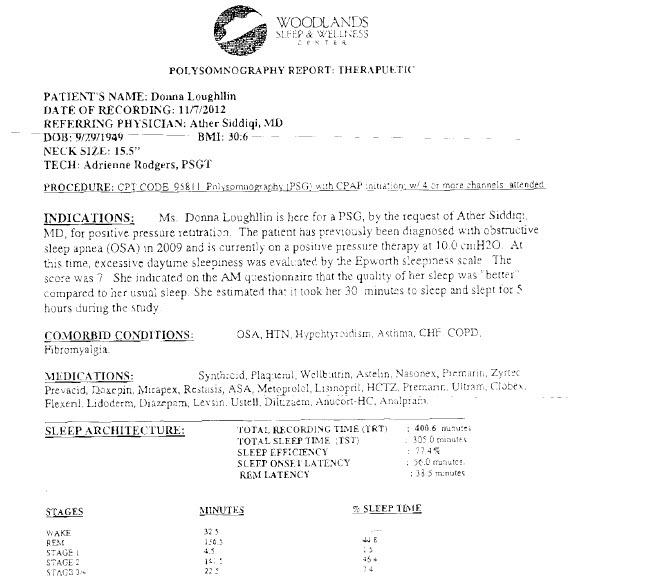 WOODLANDS
SLEEP & WELLNESS
CENTER
POLYSOMNOGRAPHY REPORT: THERAPUETIC
PATIENT'S NAME: Donna Loughllin
DATE OF RECORDING: 11/7/2012
REFERRING PHYSICIAN: Ather Siddiqi, MD
DOB: 9/29/1949 BMI: 30:6
NECK SIZE: 15.5"
TECH: Adrienne Rodgers, PSGT
PROCEDURE: CPT CODE 95811 Polysomnography (PSG) with CPAP initiation; w/ 4 or more channels attended
INDICATIONS: Ms. Donna Loughllin is here for a PSG, by the request of Ather Siddiqi,
MD, for positive pressure retitration. The patient has previously been diagnosed with obstructive
sleep apnea (OSA) in 2009 and is currently on a positive pressure therapy at 10.0 cmH2O. At
this time, excessive daytime sleepiness was evaluated by the Epworth sleepiness scale. The
score was 7. She indicated on the AM questionnaire that the quality of her sleep was "better"
compared to her usual sleep. She estimated that it took her 30 minutes to sleep and slept for 5
hours during the study.
COMORBID CONDITIONS: OSA, HTN, Hypohtyroidism, Asthma, CHF, COPD,
Fibromyalgia.
MEDICATIONS: Synthroid, Plaquenil, Wellbutrin, Astelin, Nasonex, Premarin, Zyrtec
Prevacid, Doxepin, Mirapex, Restasis, ASA, Metoprolol, Lisinopril, HCTZ, Premarin, Ultram, Clobex,
Flexeril, Lidoderm, Diazepam, Levsin, Ustell, Diltiazem, Anucort-HC, Analpram.
SLEEP ARCHITECTURE: TOTAL RECORDING TIME (TRT) : 400.6 minutes
TOTAL SLEEP TIME (TST) : 305.0 minutes
SLEEP EFFICIENCY : 77.4%
SLEEP ONSET LATENCY : 56.0 minutes.
REM LATENCY : 38.5 minutes
STAGES MINUTES % SLEEP TIME
WAKE 32.5
REM 136.5 44.8
STAGE 1 4.5 1.5
STAGE 2 46.4
STAGE 3/4 22.5 7.4